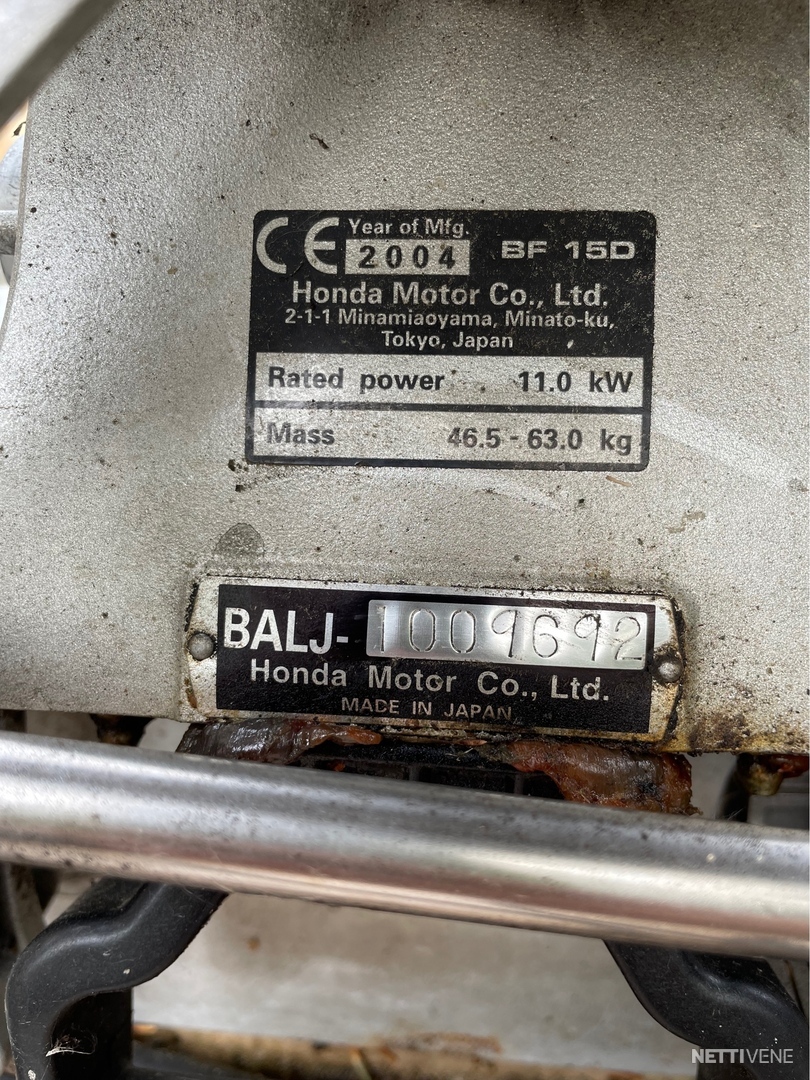 CE Year of Mfg.
2004 BF 15D
Honda Motor Co., Ltd.
2-1-1 Minamiaoyama, Minato-ku,
Tokyo, Japan
Rated power 11.0 kW
Mass 46.5 - 63.0 kg
BALJ- 1009692
Honda Motor Co., Ltd.
MADE IN JAPAN
NETTIVENE